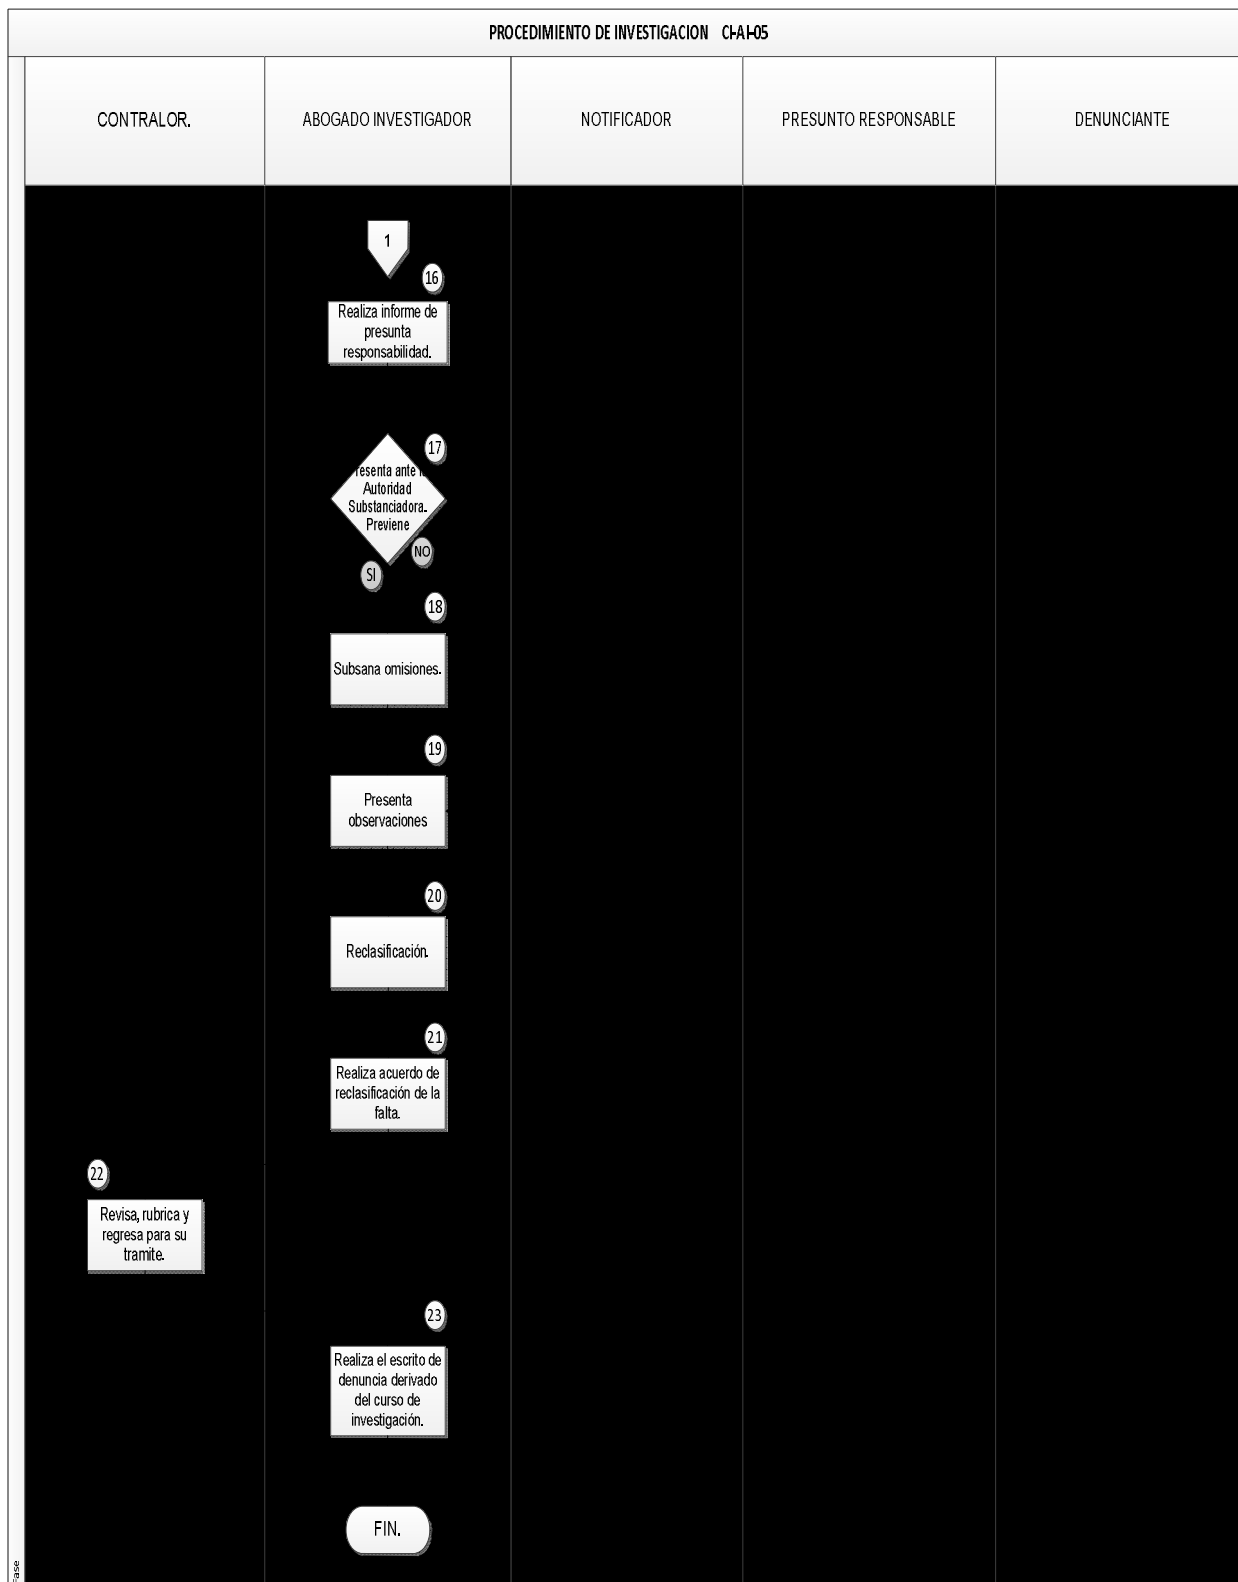 PROCEDIMIENTO DE INVESTIGACION CI-AI-05
CONTRALOR.
ABOGADO INVESTIGADOR
NOTIFICADOR
PRESUNTO RESPONSABLE
DENUNCIANTE
1
16
Realiza informe de
presunta
responsabilidad.
17
resenta ante
Autoridad
Substanciadora.
Previene
NO
SI
18
Subsana omisiones.
19
Presenta
observaciones
20
Reclasificación.
21
Realiza acuerdo de
reclasificación de la
falta.
22
Revisa, rubrica y
regresa para su
tramite.
23
Realiza el escrito de
denuncia derivado
del curso de
investigación.
FIN.
Fase